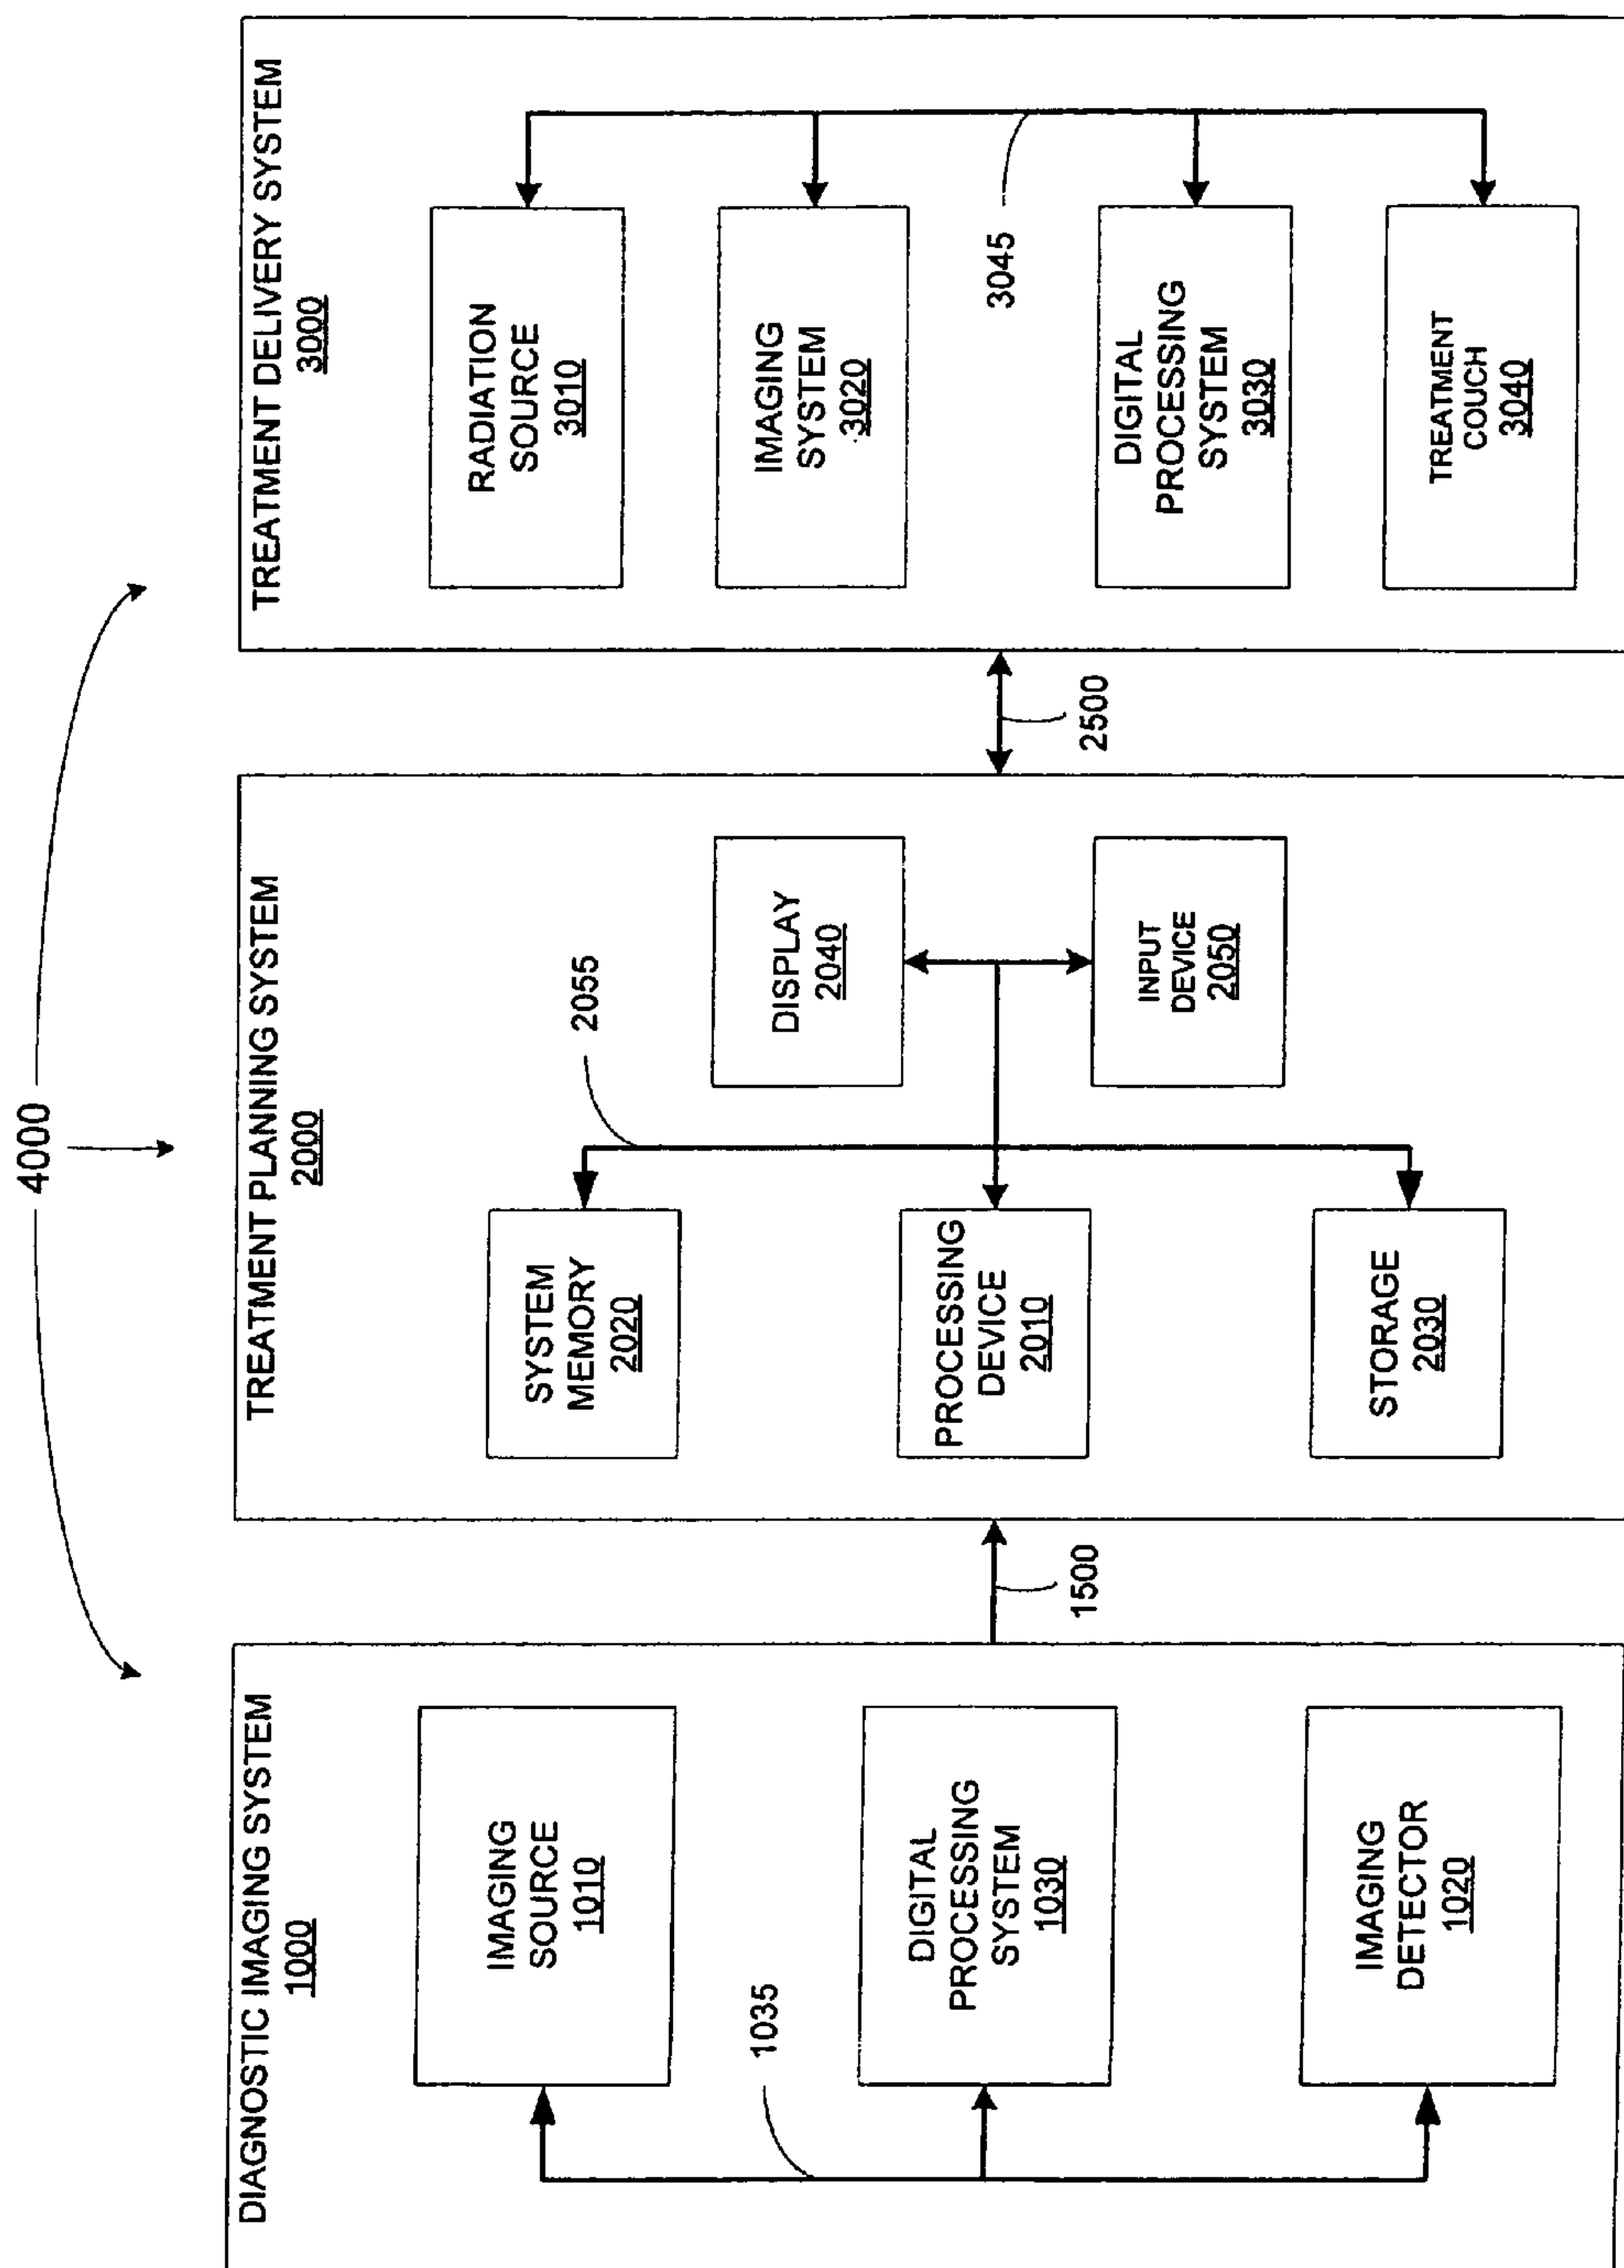 4000
DIAGNOSTIC IMAGING SYSTEM
1000
IMAGING
SOURCE
1010
1035
DIGITAL
PROCESSING
SYSTEM
1030
IMAGING
DETECTOR
1020
1500
TREATMENT PLANNING SYSTEM
2000
2055
SYSTEM
MEMORY
2020
PROCESSING
DEVICE
2010
STORAGE
2030
DISPLAY
2040
INPUT
DEVICE
2050
2500
TREATMENT DELIVERY SYSTEM
3000
RADIATION
SOURCE
3010
IMAGING
SYSTEM
3020
3045
DIGITAL
PROCESSING
SYSTEM
3030
TREATMENT
COUCH
3040